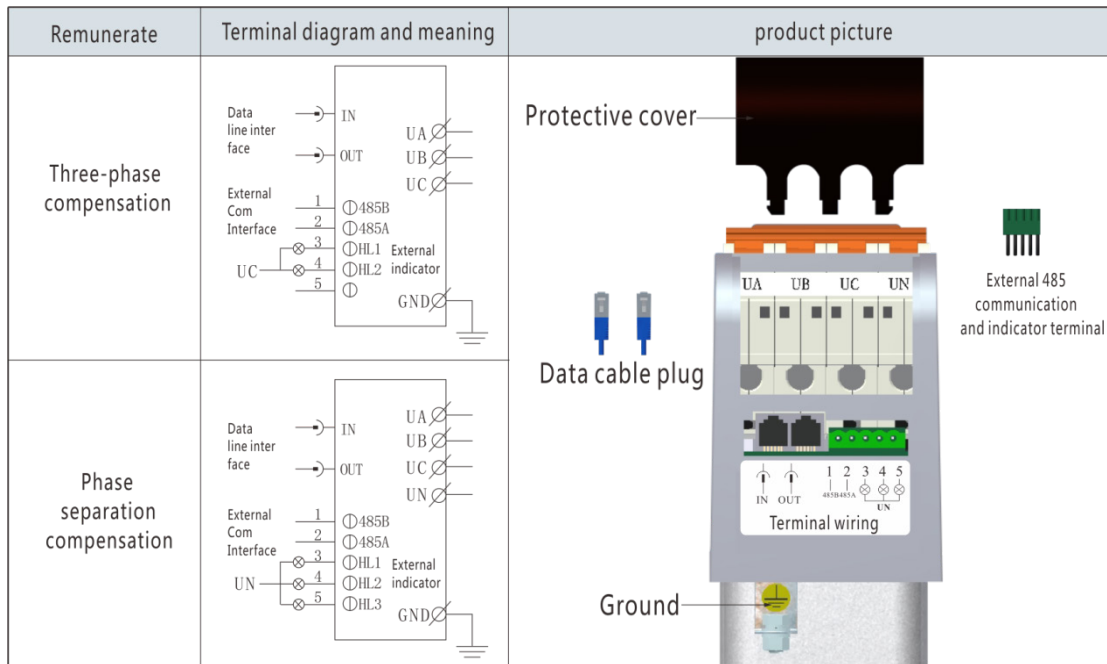 Remunerate
Terminal diagram and meaning
product picture
Three-phase
compensation
Data
line inter
face
IN
OUT
UA
UB
UC
External
Com
Interface
1
2
3
4
5
485B
485A
HL1
HL2
External
indicator
UC
GND
Phase
separation
compensation
Data
line inter
face
IN
OUT
UA
UB
UC
UN
External
Com
Interface
1
2
3
4
5
485B
485A
HL1
HL2
HL3
External
indicator
UN
GND
Protective cover
External 485
communication
and indicator terminal
UA UB UC UN
Data cable plug
1 2 3 4 5
IN OUT 485B 485A
UN
Terminal wiring
Ground